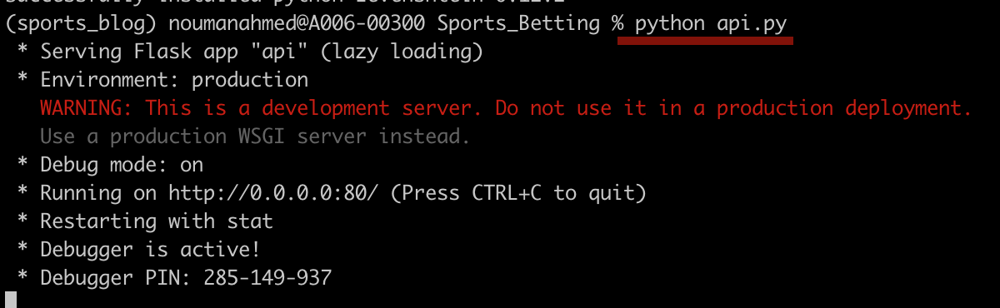 (sports_blog) noumanahmed@A006-00300 Sports_Betting % python api.py
* Serving Flask app "api" (lazy loading)
* Environment: production
WARNING: This is a development server. Do not use it in a production deployment.
Use a production WSGI server instead.
* Debug mode: on
* Running on http://0.0.0.0:80/ (Press CTRL+C to quit)
* Restarting with stat
* Debugger is active!
* Debugger PIN: 285-149-937